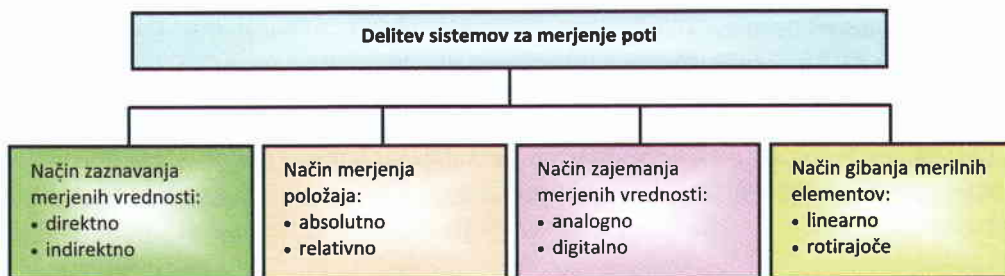 Delitev sistemov za merjenje poti
Način zaznavanja
merjenih vrednosti:
• direktno
• indirektno
Način merjenja
položaja:
• absolutno
• relativno
Način zajemanja
merjenih vrednosti:
• analogno
• digitalno
Način gibanja merilnih
elementov:
• linearno
• rotirajoče